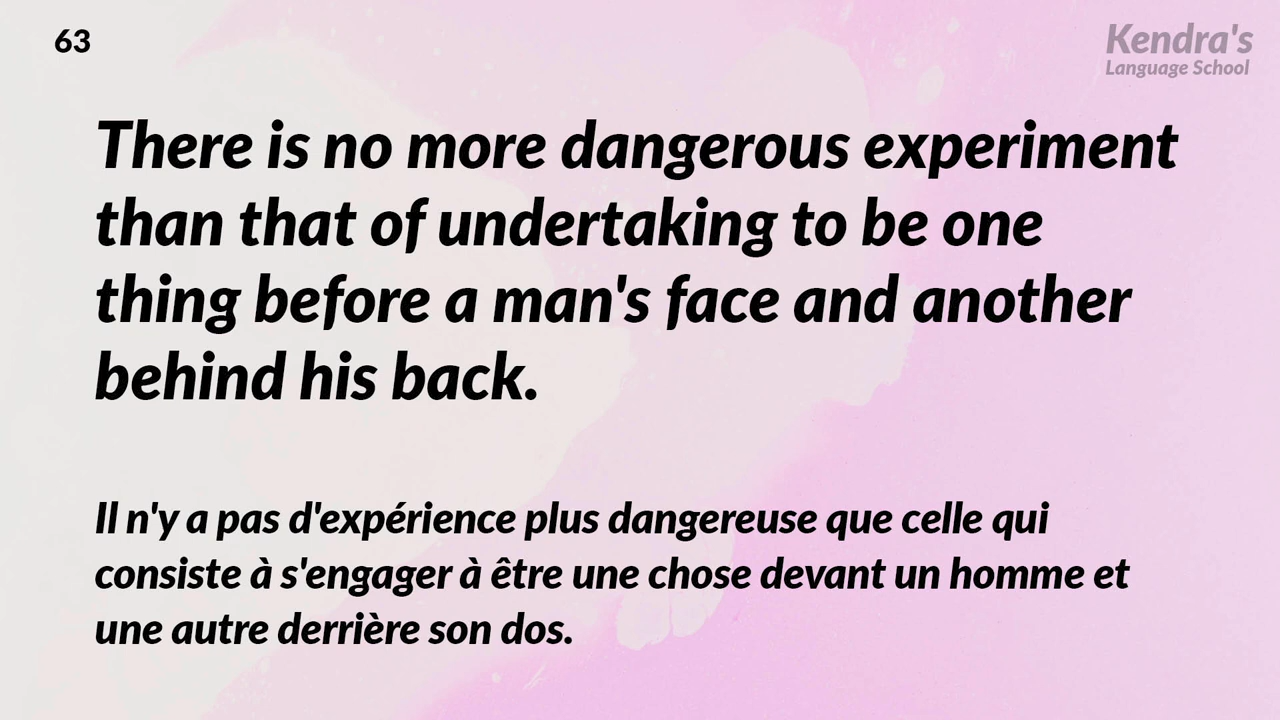 63
Kendra's
Language School
There is no more dangerous experiment
than that of undertaking to be one
thing before a man's face and another
behind his back.
Il n'y a pas d'expérience plus dangereuse que celle qui
consiste à s'engager à être une chose devant un homme et
une autre derrière son dos.